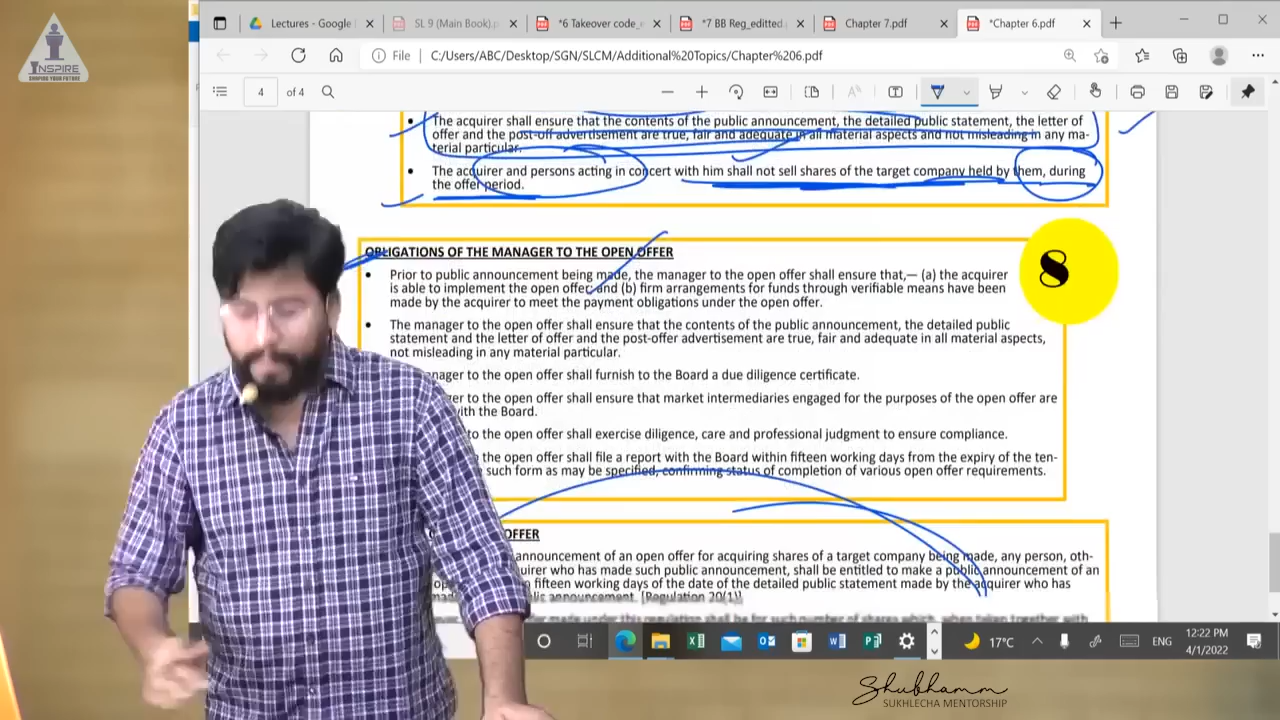 INSPIRE
SHAPING YOUR FUTURE
Lectures - Google
SL 9 (Main Book).p
*6 Takeover code_e
*7 BB Reg_editted.
Chapter 7.pdf
*Chapter 6.pdf
File C:/Users/ABC/Desktop/SGN/SLCM/Additional%20Topics/Chapter%206.pdf
4 of 4
• The acquirer shall ensure that the contents of the public announcement, the detailed public statement, the letter of
offer and the post-off advertisement are true, fair and adequate in all material aspects and not misleading in any ma-
terial particular.
• The acquirer and persons acting in concert with him shall not sell shares of the target company held by them, during
the offer period.
OBLIGATIONS OF THE MANAGER TO THE OPEN OFFER
8
• Prior to public announcement being made, the manager to the open offer shall ensure that,— (a) the acquirer
is able to implement the open offer; and (b) firm arrangements for funds through verifiable means have been
made by the acquirer to meet the payment obligations under the open offer.
• The manager to the open offer shall ensure that the contents of the public announcement, the detailed public
statement and the letter of offer and the post-offer advertisement are true, fair and adequate in all material aspects,
not misleading in any material particular.
nager to the open offer shall furnish to the Board a due diligence certificate.
ger to the open offer shall ensure that market intermediaries engaged for the purposes of the open offer are
with the Board.
to the open offer shall exercise diligence, care and professional judgment to ensure compliance.
the open offer shall file a report with the Board within fifteen working days from the expiry of the ten-
such form as may be specified, confirming status of completion of various open offer requirements.
OFFER
announcement of an open offer for acquiring shares of a target company being made, any person, oth-
uirer who has made such public announcement, shall be entitled to make a public announcement of an
fifteen working days of the date of the detailed public statement made by the acquirer who has
lic announcement. [Regulation 20(1)]
17°C
ENG
12:22 PM
4/1/2022
Shubhamm
SUKHLECHA MENTORSHIP